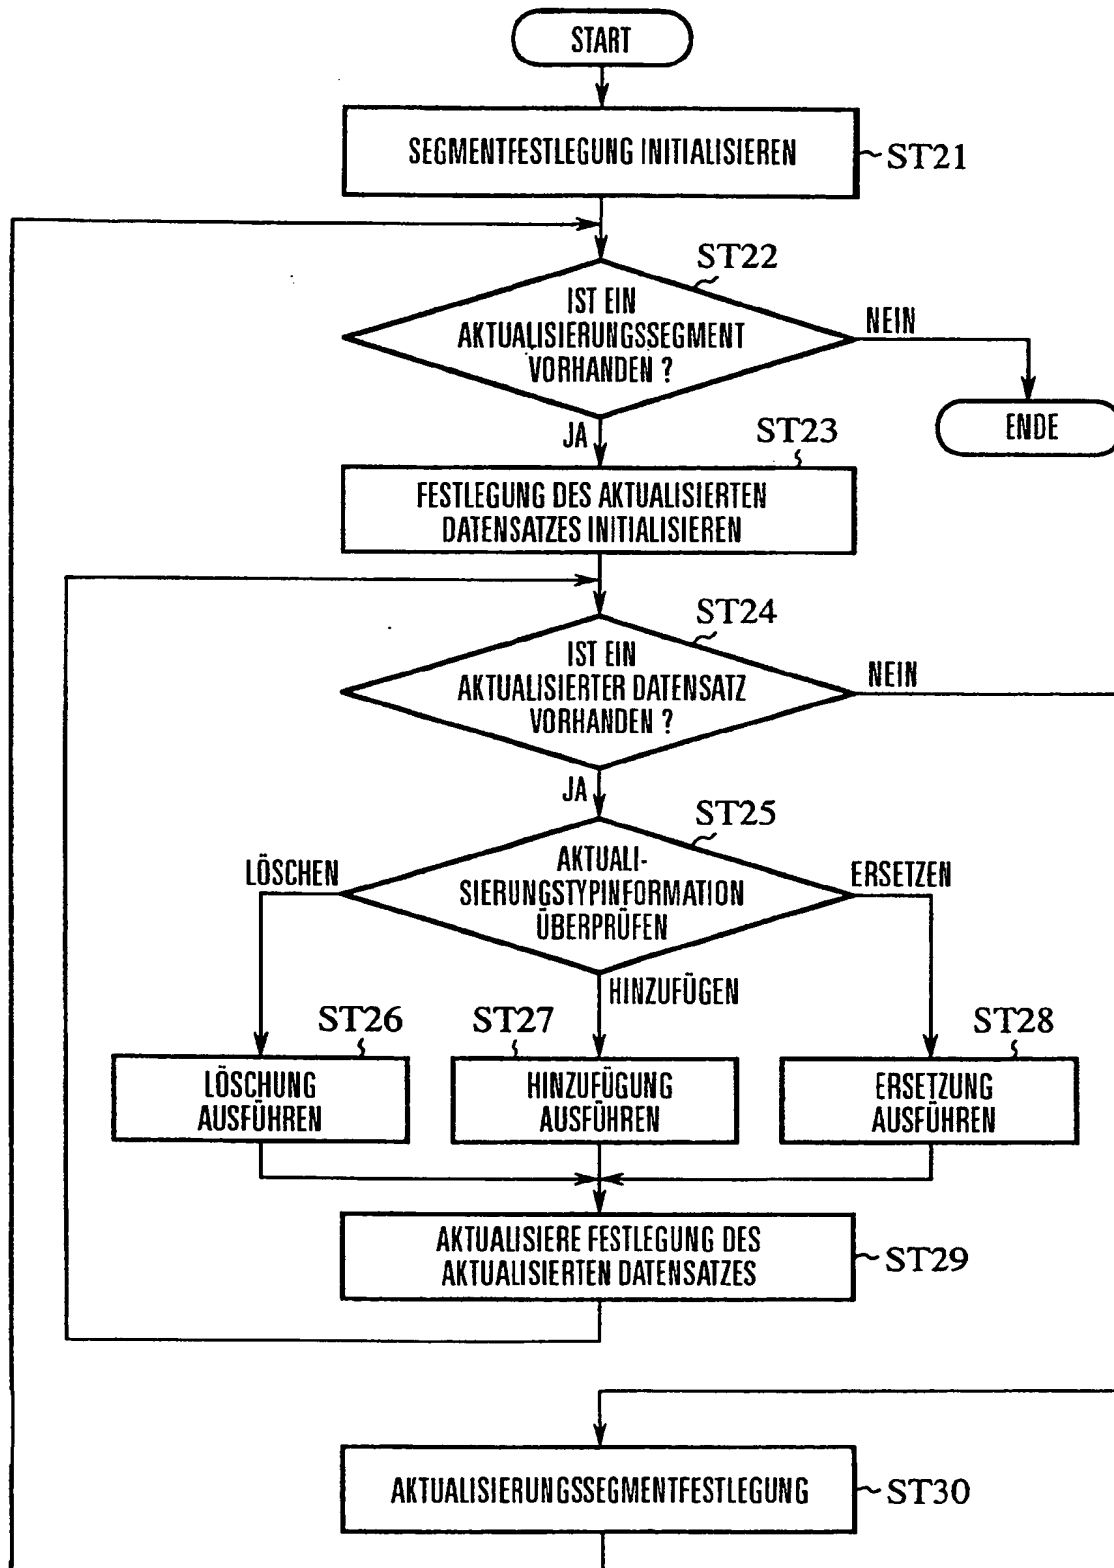 START
SEGMENTFESTLEGUNG INITIALISIEREN
ST21
ST22
IST EIN
AKTUALISIERUNGSSEGMENT
VORHANDEN ?
NEIN
ENDE
JA
ST23
FESTLEGUNG DES AKTUALISIERTEN
DATENSATZES INITIALISIEREN
ST24
IST EIN
AKTUALISIERTER DATENSATZ
VORHANDEN ?
NEIN
JA
ST25
AKTUALI-
SIERUNGSTYPINFORMATION
ÜBERPRÜFEN
LÖSCHEN
ERSETZEN
HINZUFÜGEN
ST26
LÖSCHUNG
AUSFÜHREN
ST27
HINZUFÜGUNG
AUSFÜHREN
ST28
ERSETZUNG
AUSFÜHREN
AKTUALISIERE FESTLEGUNG DES
AKTUALISIERTEN DATENSATZES
ST29
AKTUALISIERUNGSSEGMENTFESTLEGUNG
ST30